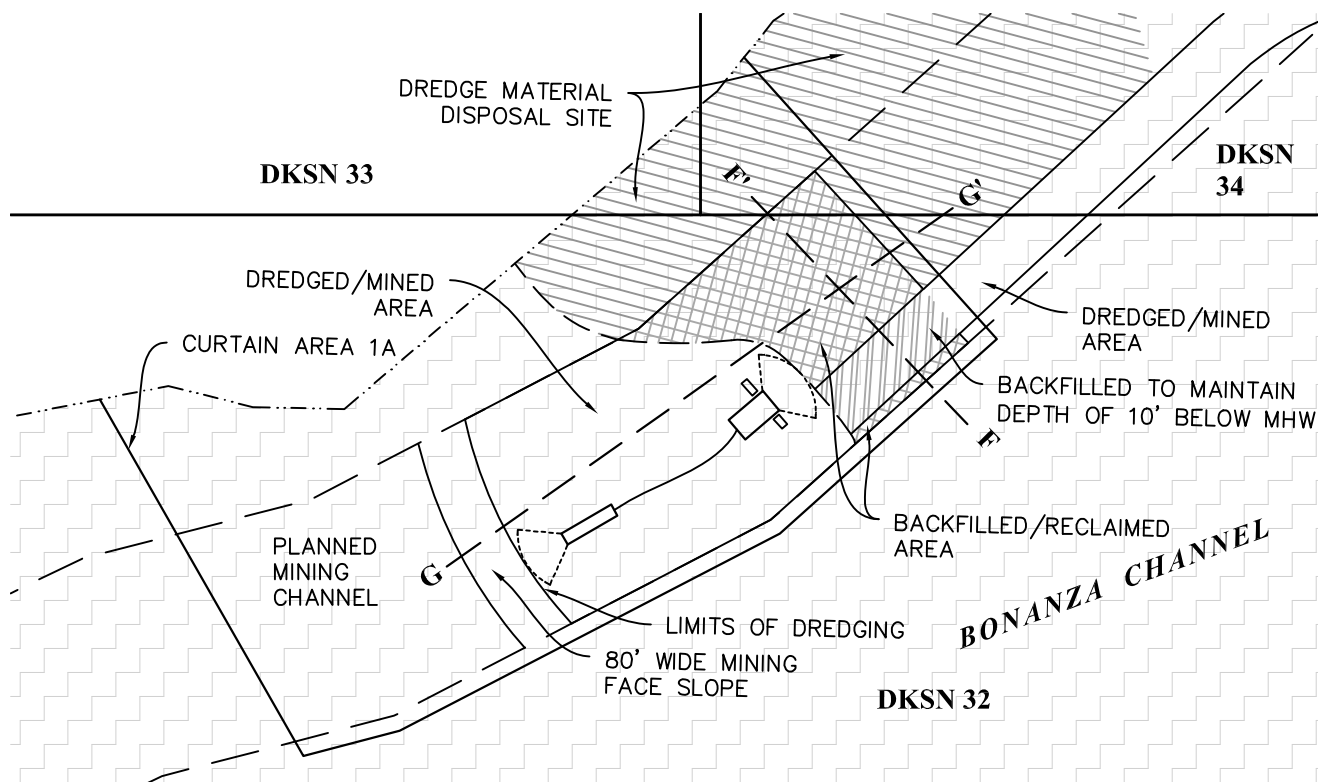 DREDGE MATERIAL
DISPOSAL SITE
DKSN 33
DKSN
34
F'
G'
DREDGED/MINED
AREA
CURTAIN AREA 1A
DREDGED/MINED
AREA
BACKFILLED TO MAINTAIN
DEPTH OF 10' BELOW MHW
F
BACKFILLED/RECLAIMED
AREA
PLANNED
MINING
CHANNEL
G
BONANZA CHANNEL
LIMITS OF DREDGING
80' WIDE MINING
FACE SLOPE
DKSN 32